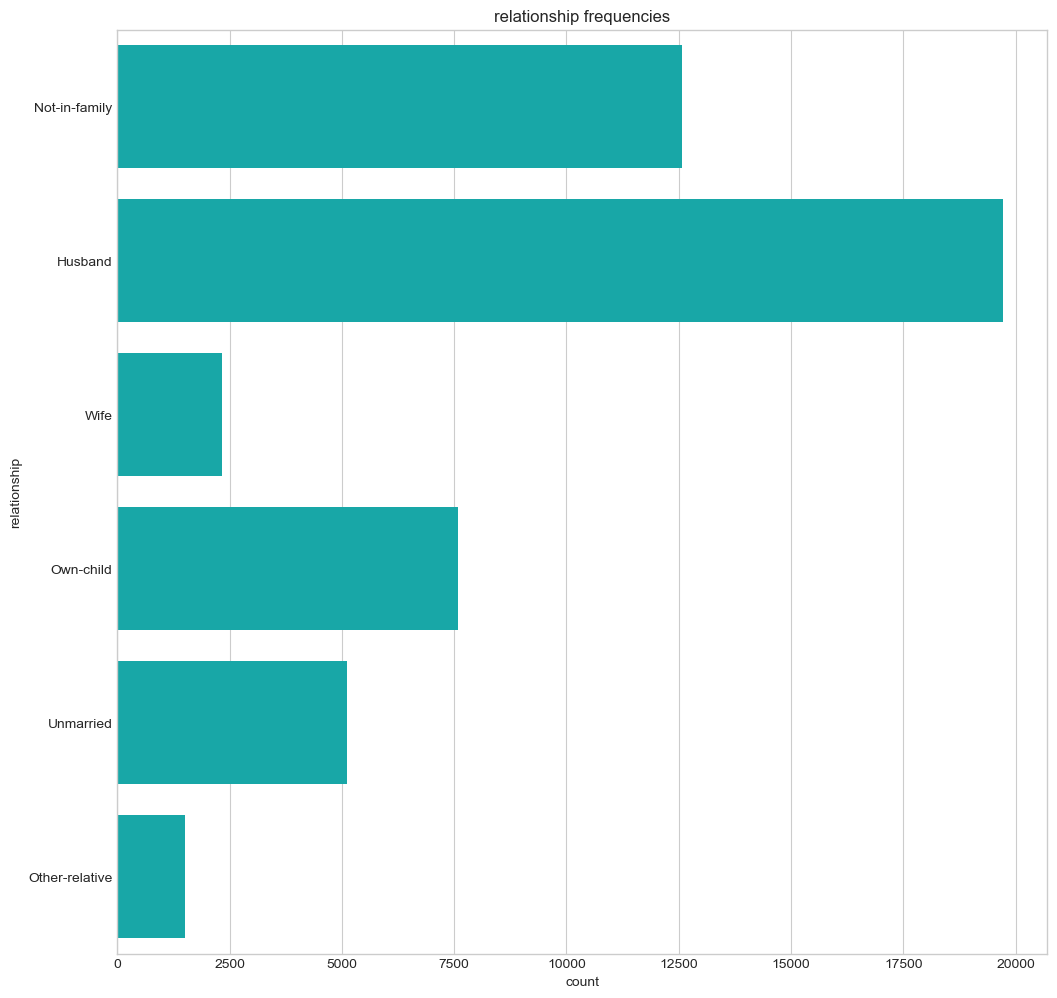 relationship frequencies
Not-in-family
Husband
Wife
relationship
Own-child
Unmarried
Other-relative
0 2500 5000 7500 10000 12500 15000 17500 20000
count